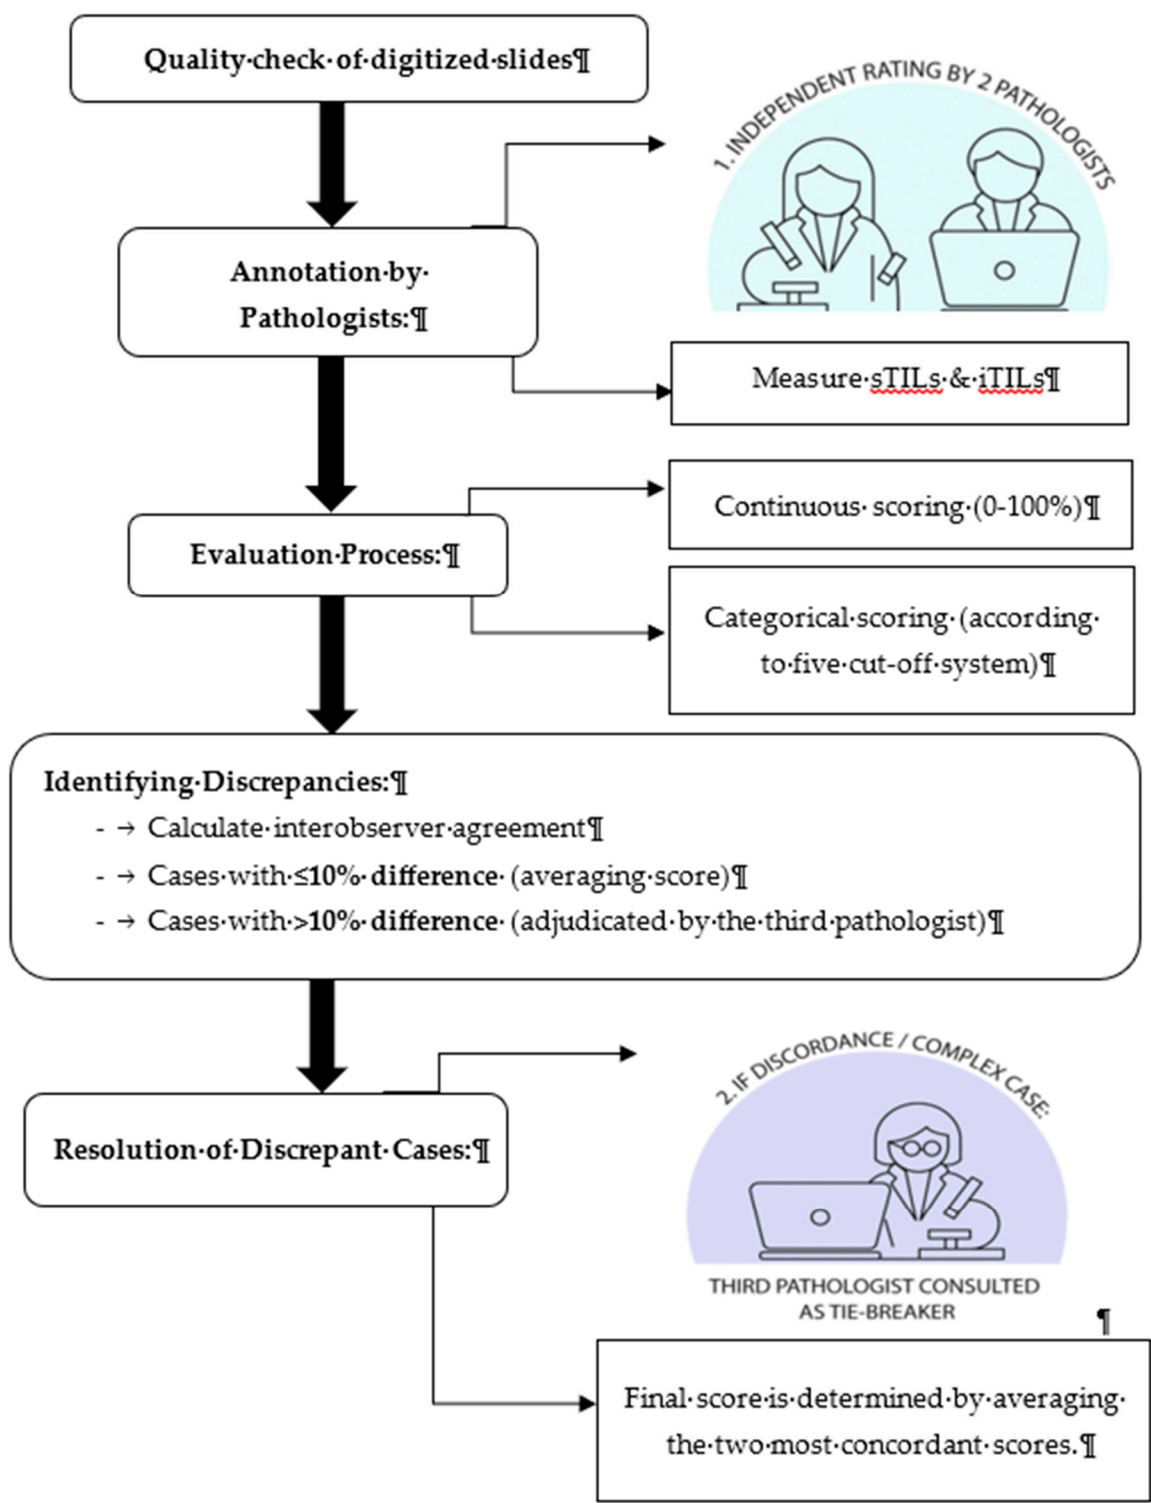 Quality·check·of·digitized·slides¶
1. INDEPENDENT RATING BY 2 PATHOLOGISTS
Annotation·by·
Pathologists:¶
Measure·sTILs·&·iTILs¶
Continuous·scoring·(0-100%)¶
Evaluation·Process:¶
Categorical·scoring·(according·
to·five·cut-off·system)¶
Identifying·Discrepancies:¶
- → Calculate·interobserver·agreement¶
- → Cases·with·≤10%·difference·(averaging·score)¶
- → Cases·with·>10%·difference·(adjudicated·by·the·third·pathologist)¶
2. IF DISCORDANCE / COMPLEX CASE:
Resolution·of·Discrepant·Cases:¶
THIRD PATHOLOGIST CONSULTED
AS TIE-BREAKER
¶
Final·score·is·determined·by·averaging·
the·two·most·concordant·scores.¶